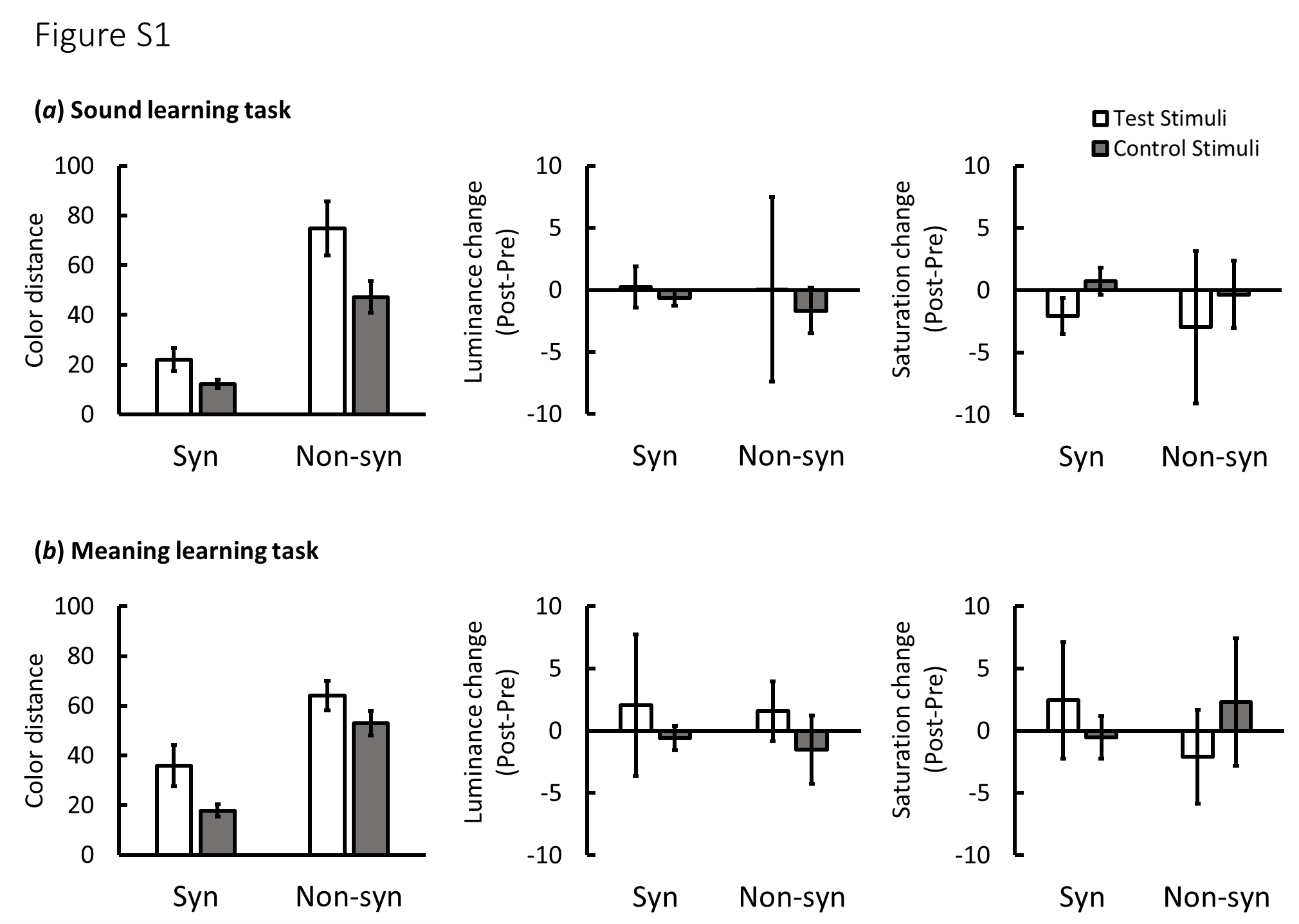 Figure S1
(a) Sound learning task
Test Stimuli
Control Stimuli
Color distance
100
80
60
40
20
0
Syn
Non-syn
Luminance change
(Post-Pre)
10
5
0
-5
-10
Syn
Non-syn
Saturation change
(Post-Pre)
10
5
0
-5
-10
Syn
Non-syn
(b) Meaning learning task
Color distance
100
80
60
40
20
0
Syn
Non-syn
Luminance change
(Post-Pre)
10
5
0
-5
-10
Syn
Non-syn
Saturation change
(Post-Pre)
10
5
0
-5
-10
Syn
Non-syn